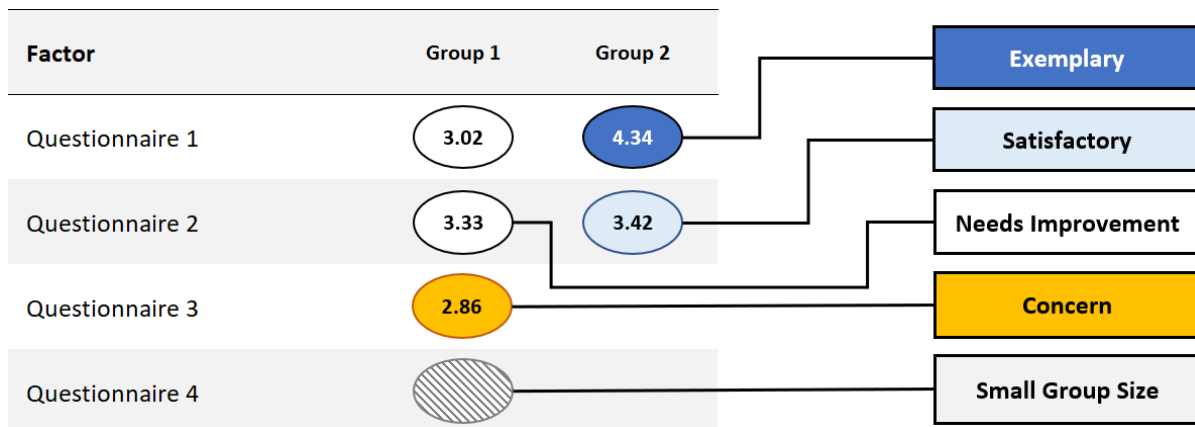 Factor Group 1 Group 2
Exemplary
Questionnaire 1 3.02 4.34
Satisfactory
Questionnaire 2 3.33 3.42
Needs Improvement
Questionnaire 3 2.86
Concern
Questionnaire 4
Small Group Size